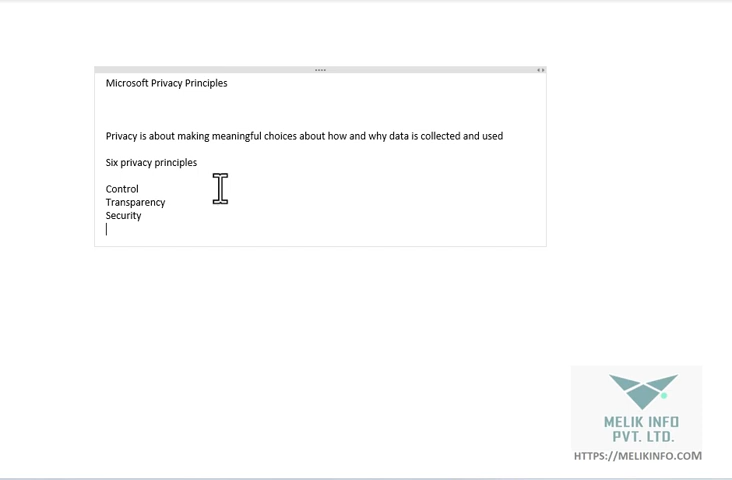 Microsoft Privacy Principles
Privacy is about making meaningful choices about how and why data is collected and used
Six privacy principles
Control
Transparency
Security
MELIK INFO
PVT. LTD.
HTTPS://MELIKINFO.COM